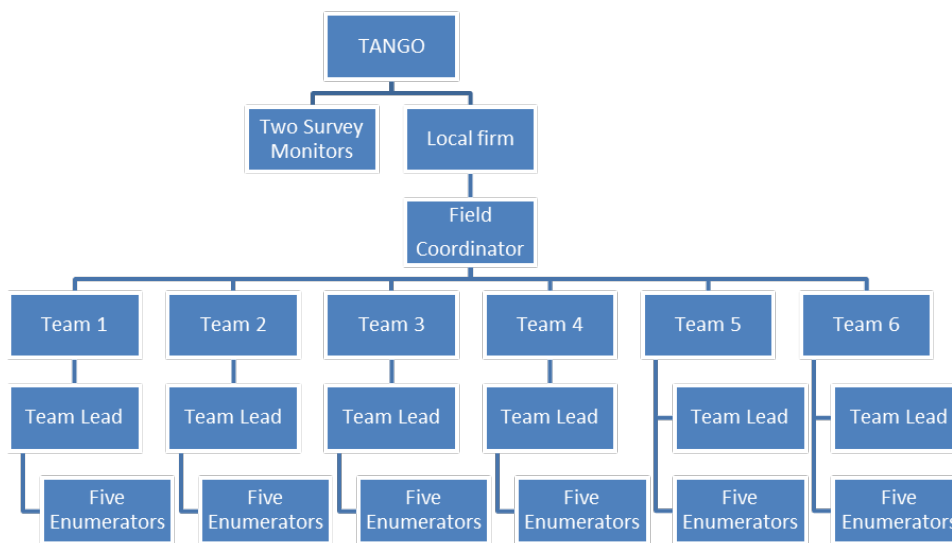 TANGO
Two Survey
Monitors
Local firm
Field
Coordinator
Team 1
Team 2
Team 3
Team 4
Team 5
Team 6
Team Lead
Team Lead
Team Lead
Team Lead
Team Lead
Team Lead
Five
Enumerators
Five
Enumerators
Five
Enumerators
Five
Enumerators
Five
Enumerators
Five
Enumerators